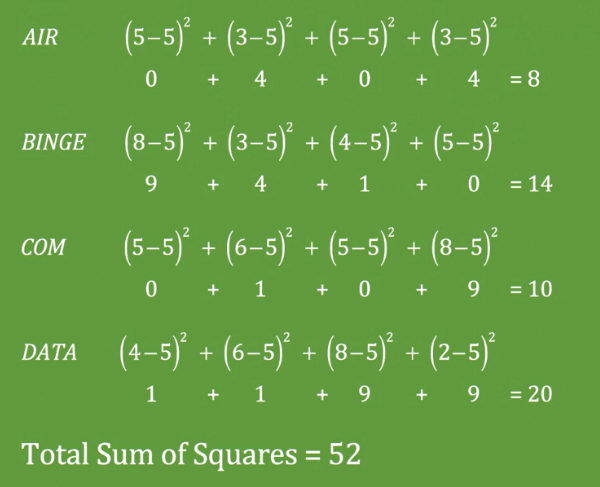 AIR (5–5)² + (3–5)² + (5–5)² + (3–5)²
0 + 4 + 0 + 4 = 8
BINGE (8–5)² + (3–5)² + (4–5)² + (5–5)²
9 + 4 + 1 + 0 = 14
COM (5–5)² + (6–5)² + (5–5)² + (8–5)²
0 + 1 + 0 + 9 = 10
DATA (4–5)² + (6–5)² + (8–5)² + (2–5)²
1 + 1 + 9 + 9 = 20
Total Sum of Squares = 52